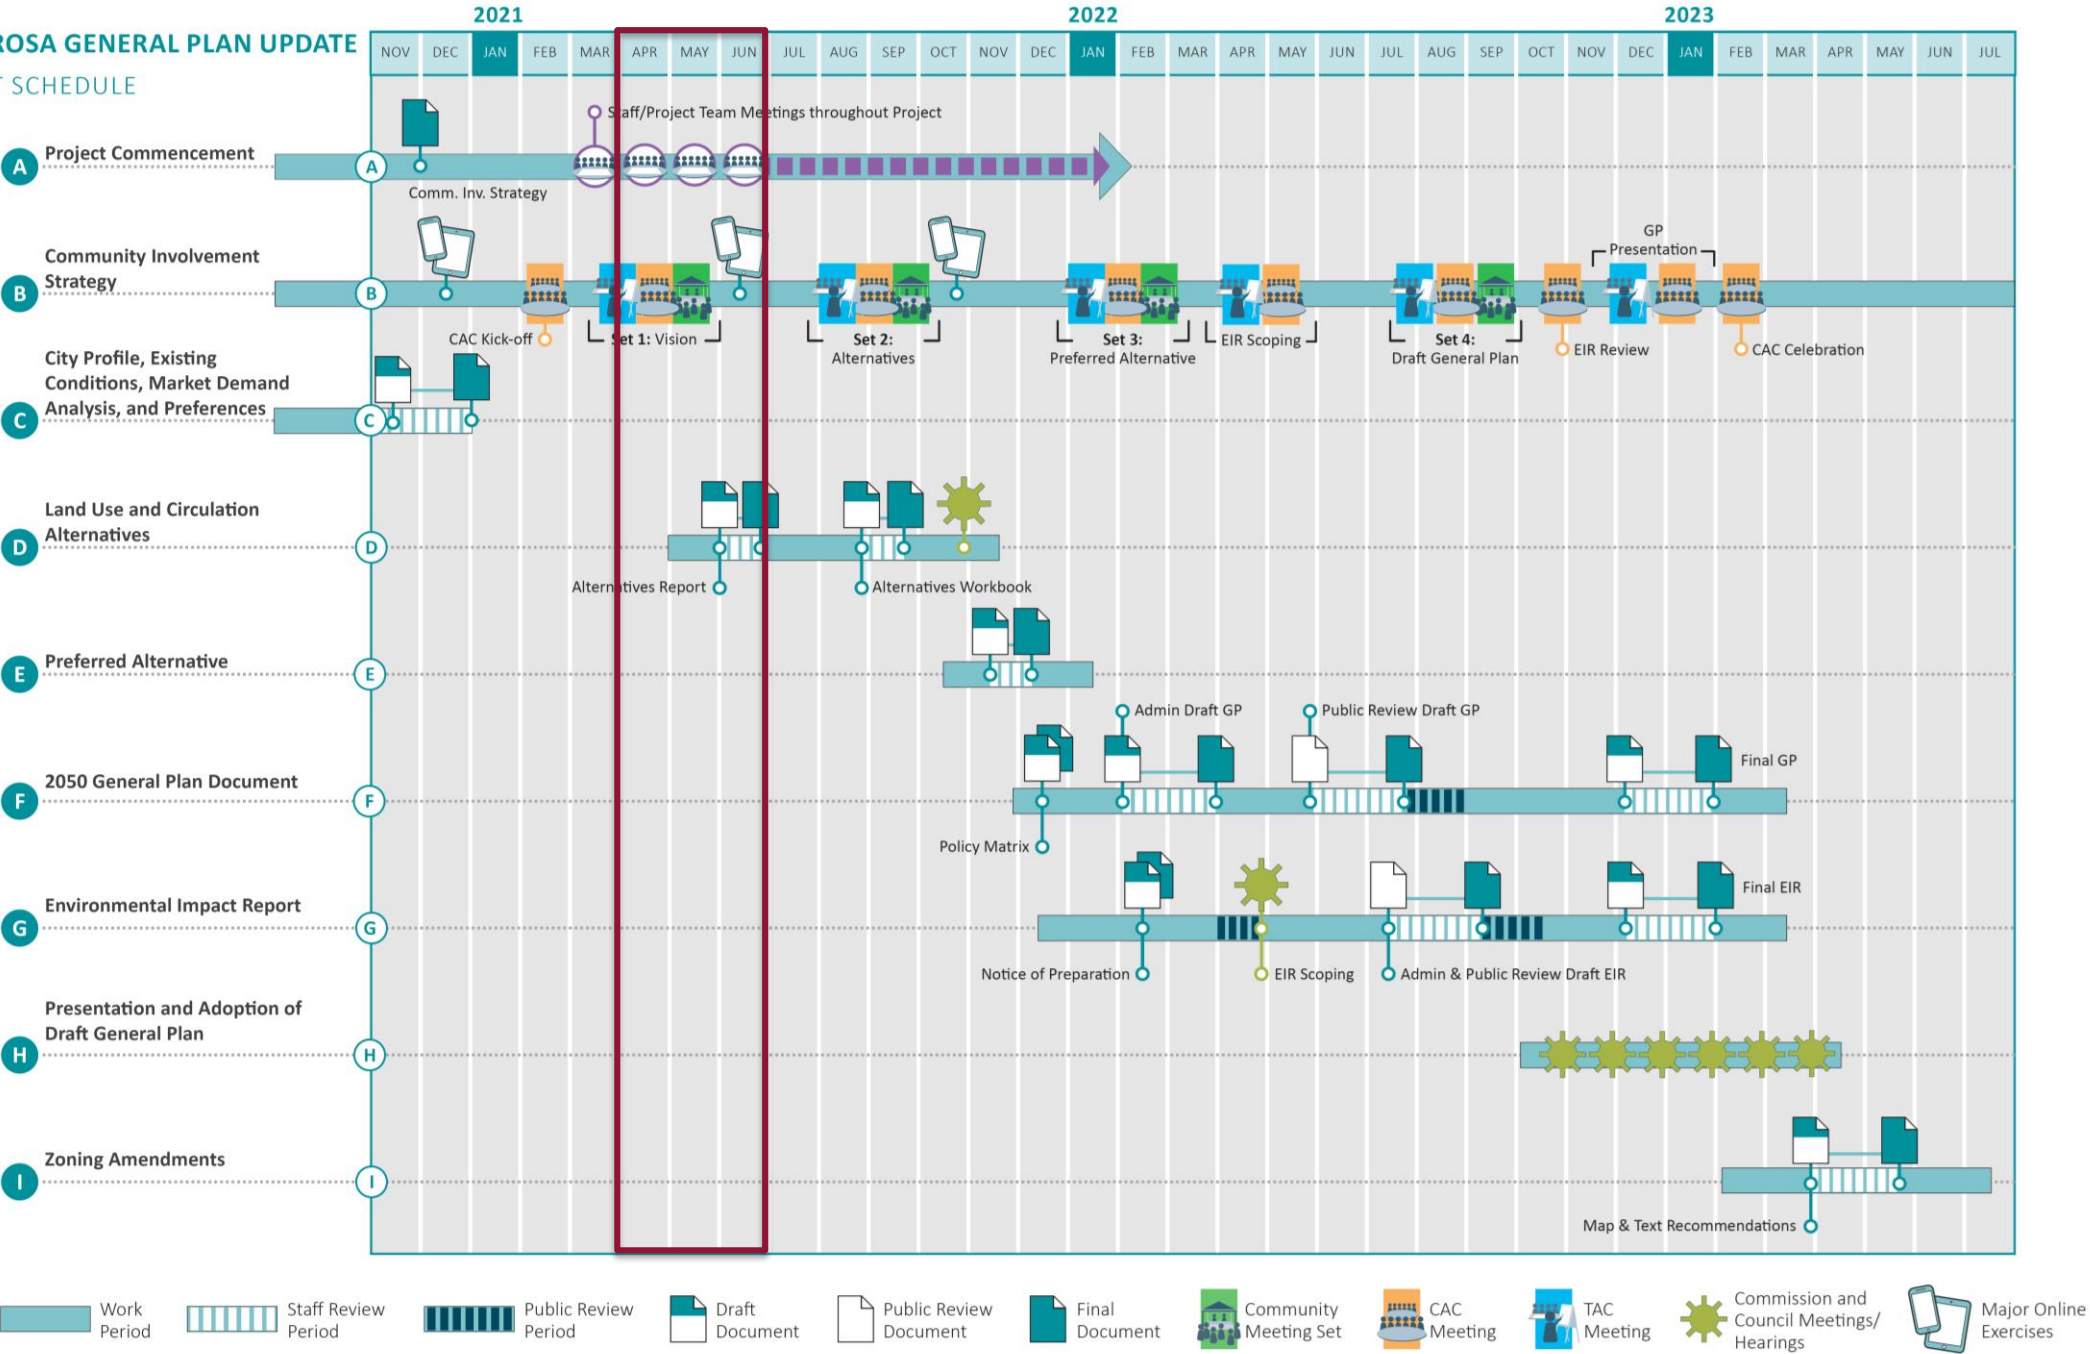 2021 2022 2023
ROSA GENERAL PLAN UPDATE
SCHEDULE
NOV DEC JAN FEB MAR APR MAY JUN JUL AUG SEP OCT NOV DEC JAN FEB MAR APR MAY JUN JUL AUG SEP OCT NOV DEC JAN FEB MAR APR MAY JUN JUL
Staff/Project Team Meetings throughout Project
A Project Commencement A
Comm. Inv. Strategy
Community Involvement
Strategy
B B
GP
Presentation
CAC Kick-off
Set 1: Vision
Set 2:
Alternatives
Set 3:
Preferred Alternative
EIR Scoping
Set 4:
Draft General Plan
EIR Review
CAC Celebration
City Profile, Existing
Conditions, Market Demand
Analysis, and Preferences
C C
Land Use and Circulation
Alternatives
D D
Alternatives Report
Alternatives Workbook
Preferred Alternative
E E
Admin Draft GP
Public Review Draft GP
Final GP
2050 General Plan Document
F F
Policy Matrix
Final EIR
Environmental Impact Report
G G
Notice of Preparation
EIR Scoping
Admin & Public Review Draft EIR
Presentation and Adoption of
Draft General Plan
H H
Zoning Amendments
I I
Map & Text Recommendations
Work
Period
Staff Review
Period
Public Review
Period
Draft
Document
Public Review
Document
Final
Document
Community
Meeting Set
CAC
Meeting
TAC
Meeting
Commission and
Council Meetings/
Hearings
Major Online
Exercises